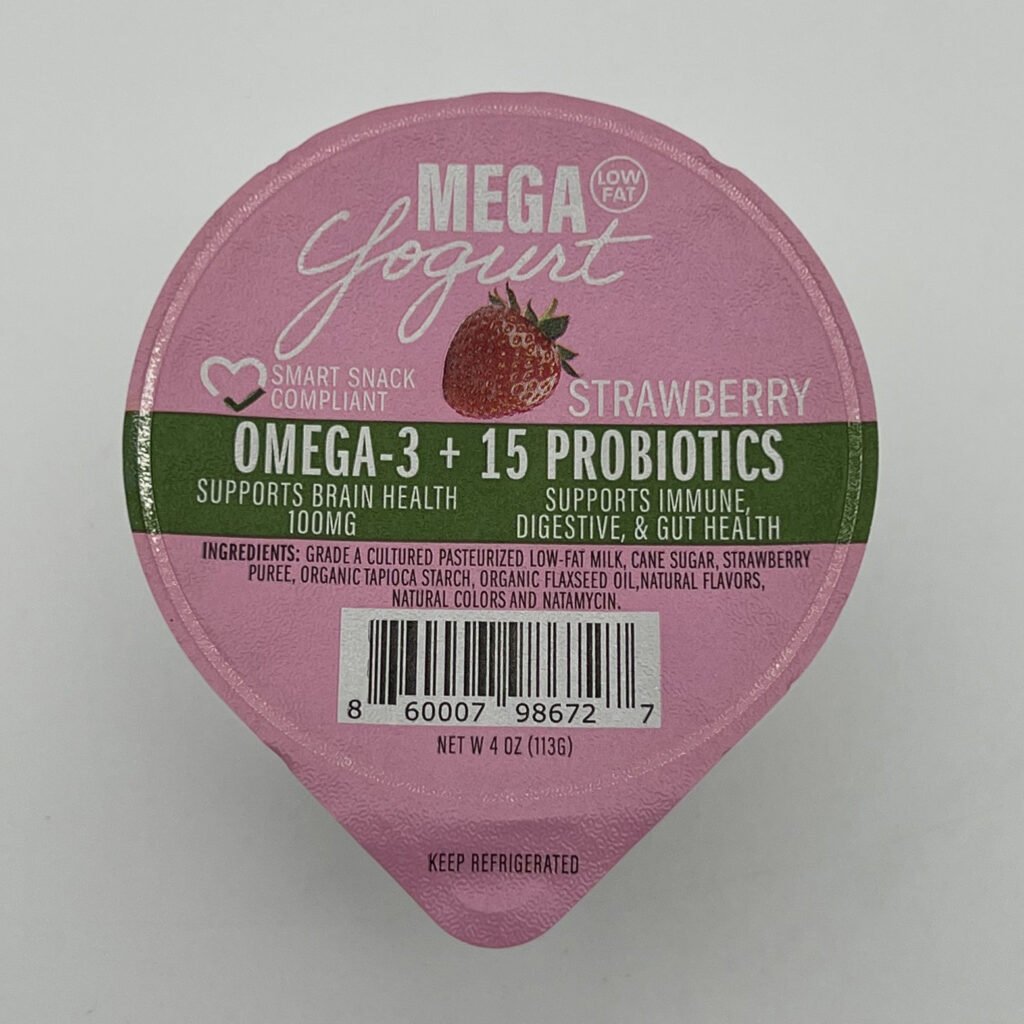 MEGA LOW FAT
Yogurt
SMART SNACK
COMPLIANT
STRAWBERRY
OMEGA-3 + 15 PROBIOTICS
SUPPORTS BRAIN HEALTH
100MG
SUPPORTS IMMUNE,
DIGESTIVE, & GUT HEALTH
INGREDIENTS: GRADE A CULTURED PASTEURIZED LOW-FAT MILK, CANE SUGAR, STRAWBERRY
PUREE, ORGANIC TAPIOCA STARCH, ORGANIC FLAXSEED OIL,NATURAL FLAVORS,
NATURAL COLORS AND NATAMYCIN.
8 60007 98672 7
NET W 4 OZ (113G)
KEEP REFRIGERATED